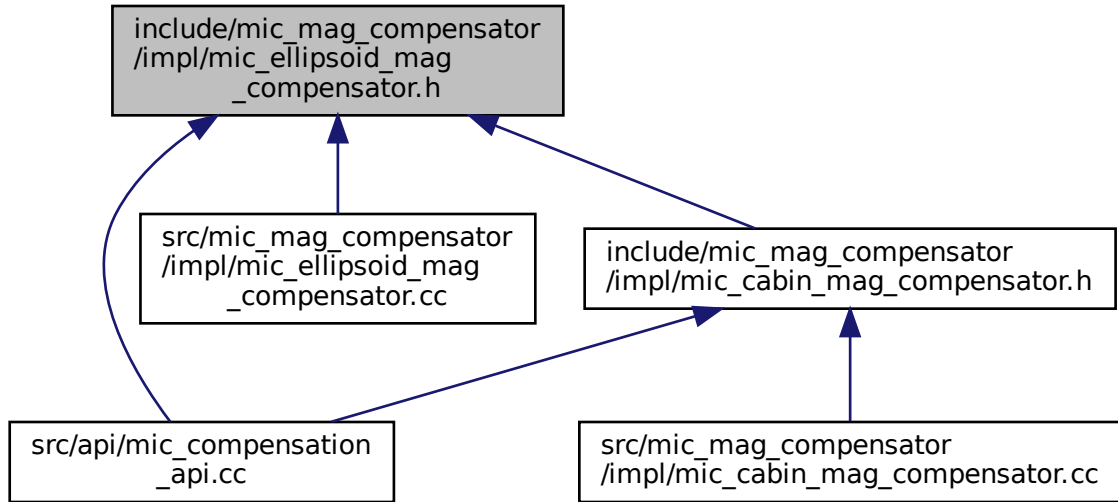 include/mic_mag_compensator
/impl/mic_ellipsoid_mag
_compensator.h
src/mic_mag_compensator
/impl/mic_ellipsoid_mag
_compensator.cc
include/mic_mag_compensator
/impl/mic_cabin_mag_compensator.h
src/api/mic_compensation
_api.cc
src/mic_mag_compensator
/impl/mic_cabin_mag_compensator.cc